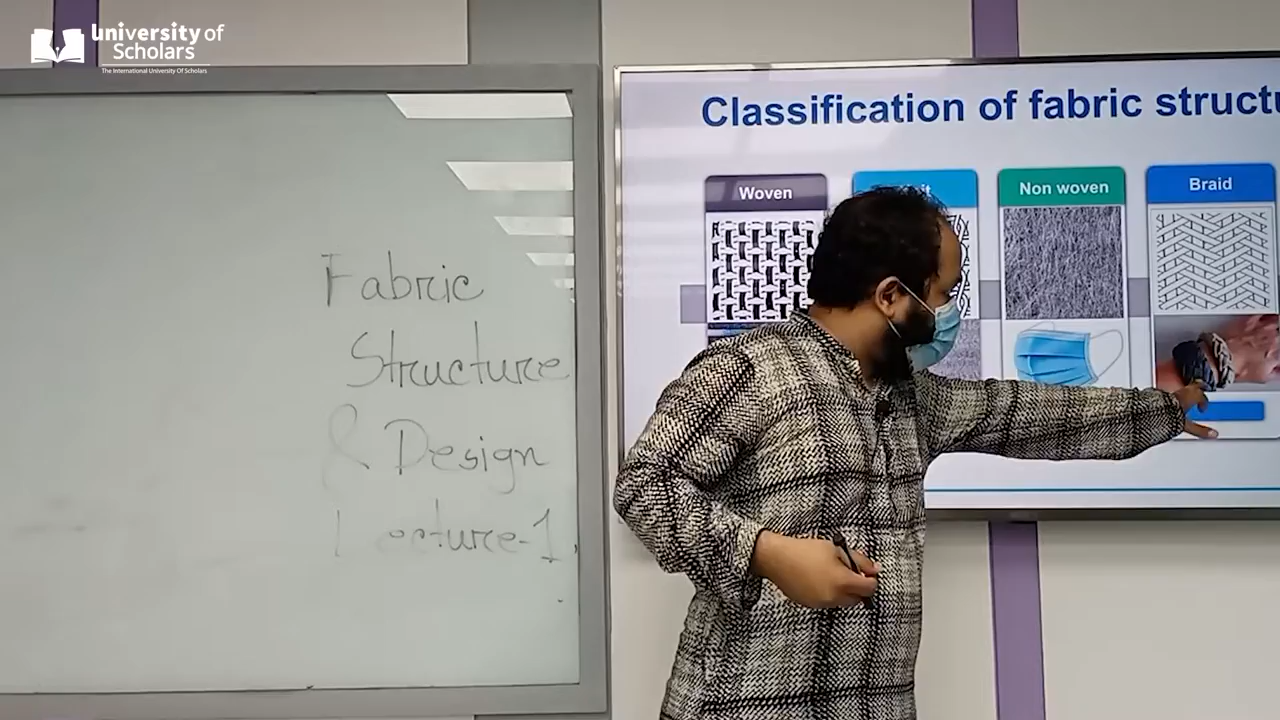 University of
Scholars
The International University Of Scholars
Classification of fabric
Woven
Non woven
Braid
Fabric
Structure
& Design
Lecture-1